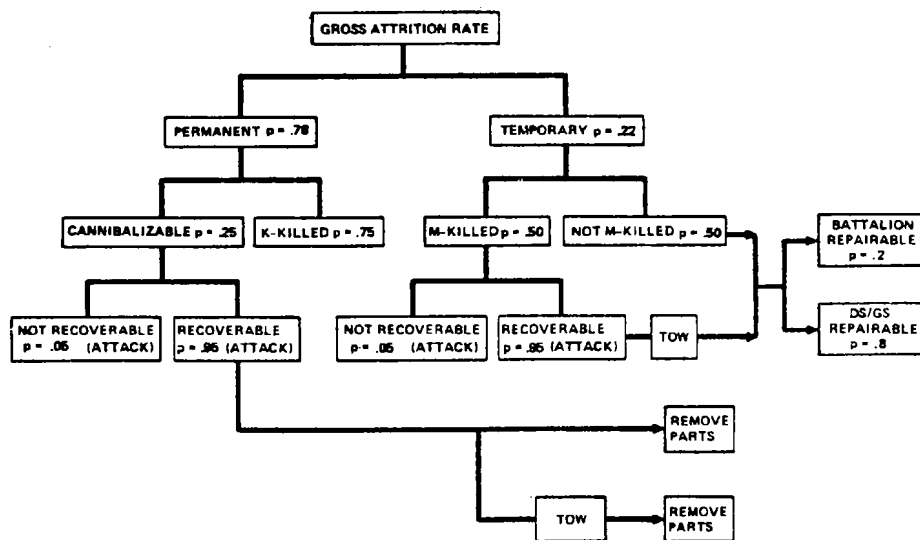 GROSS ATTRITION RATE
PERMANENT p = .78
TEMPORARY p = .22
CANNIBALIZABLE p = .25
K-KILLED p = .75
M-KILLED p = .50
NOT M-KILLED p = .50
BATTALION
REPAIRABLE
p = .2
NOT RECOVERABLE
p = .05 (ATTACK)
RECOVERABLE
p = .95 (ATTACK)
NOT RECOVERABLE
p = .05 (ATTACK)
RECOVERABLE
p = .95 (ATTACK)
TOW
DS/GS
REPAIRABLE
p = .8
REMOVE
PARTS
TOW
REMOVE
PARTS